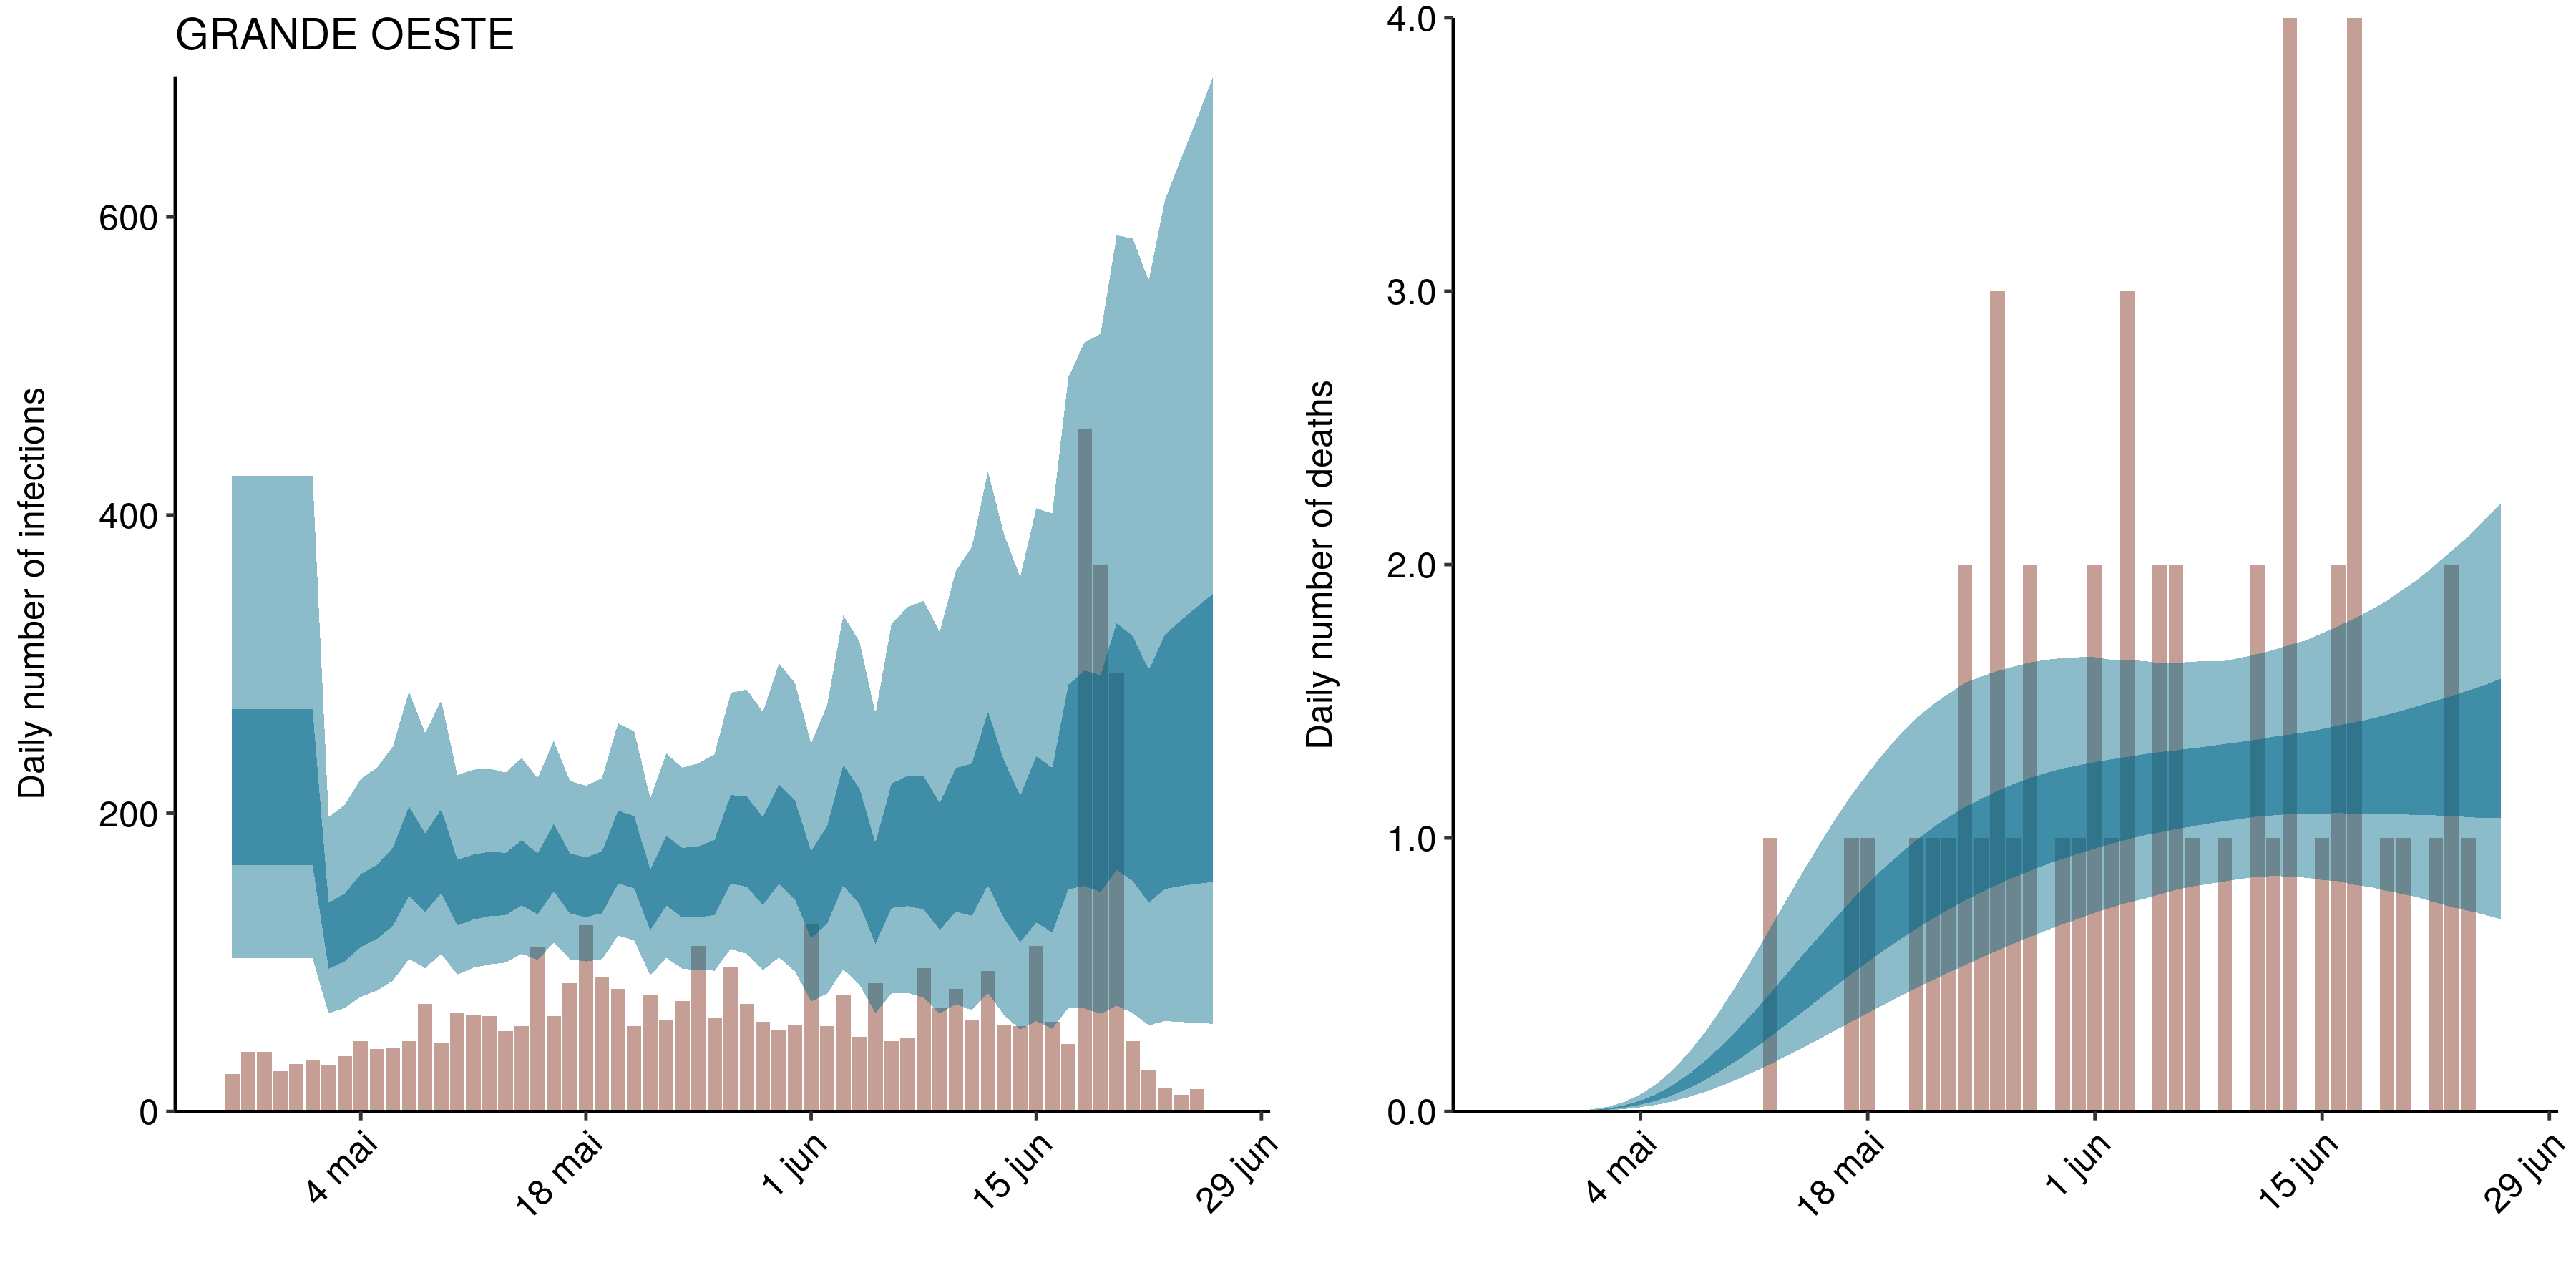 GRANDE OESTE
Daily number of infections
600
400
200
0
4 mai
18 mai
1 jun
15 jun
29 jun
Daily number of deaths
4.0
3.0
2.0
1.0
0.0
4 mai
18 mai
1 jun
15 jun
29 jun